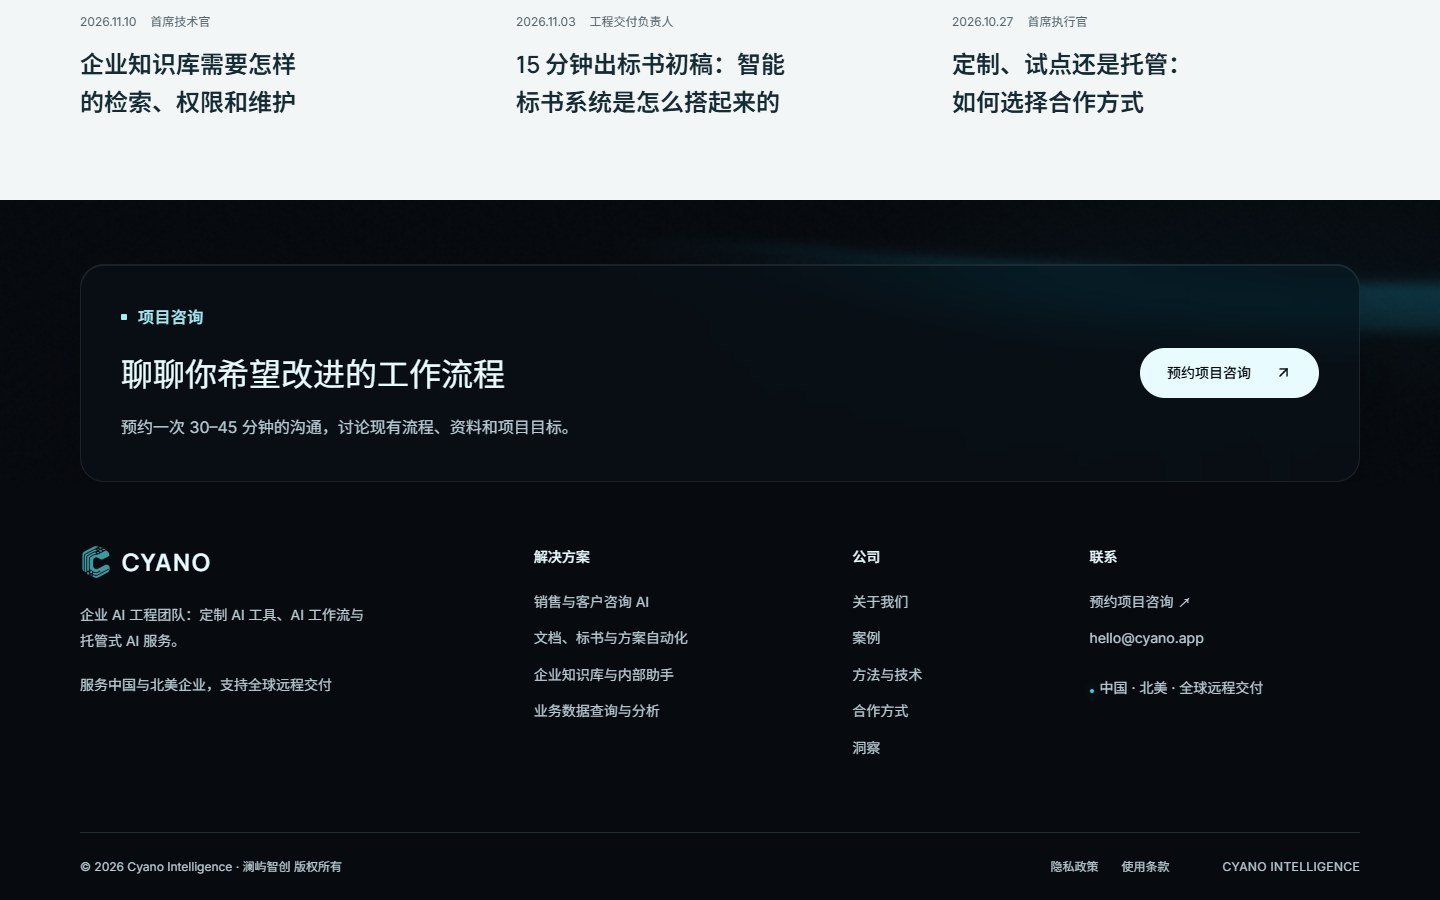 2026.11.10 首席技术官
企业知识库需要怎样
的检索、权限和维护
2026.11.03 工程交付负责人
15 分钟出标书初稿：智能
标书系统是怎么搭起来的
2026.10.27 首席执行官
定制、试点还是托管：
如何选择合作方式
项目咨询
聊聊你希望改进的工作流程
预约一次 30–45 分钟的沟通，讨论现有流程、资料和项目目标。
预约项目咨询 ↗
CYANO
企业 AI 工程团队：定制 AI 工具、AI 工作流与
托管式 AI 服务。
服务中国与北美企业，支持全球远程交付
解决方案
销售与客户咨询 AI
文档、标书与方案自动化
企业知识库与内部助手
业务数据查询与分析
公司
关于我们
案例
方法与技术
合作方式
洞察
联系
预约项目咨询 ↗
hello@cyano.app
中国 · 北美 · 全球远程交付
© 2026 Cyano Intelligence · 澜屿智创 版权所有
隐私政策 使用条款 CYANO INTELLIGENCE